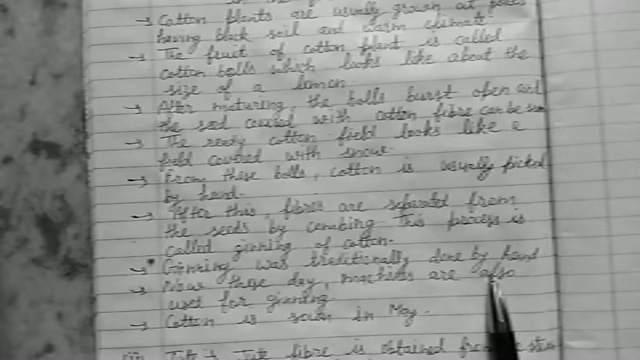 → Cotton plants are usually grown at places
having black soil and warm climate.
→ The fruit of cotton plant is called
cotton bolls which looks like about the
size of a lemon
→ After maturing the bolls burst open and
the seed covered with cotton fibre can be
→ The ready cotton field looks like a
field covered with snow.
→ From these bolls, cotton is usually picked
by hand.
→ After this, fibres are separated from
the seeds by combing This process is
called ginning of cotton.
→ Ginning was traditionally done by hand
→ Now these day, machines are also
used for ginning.
→ Cotton is sown in May.
fibre is obtained from